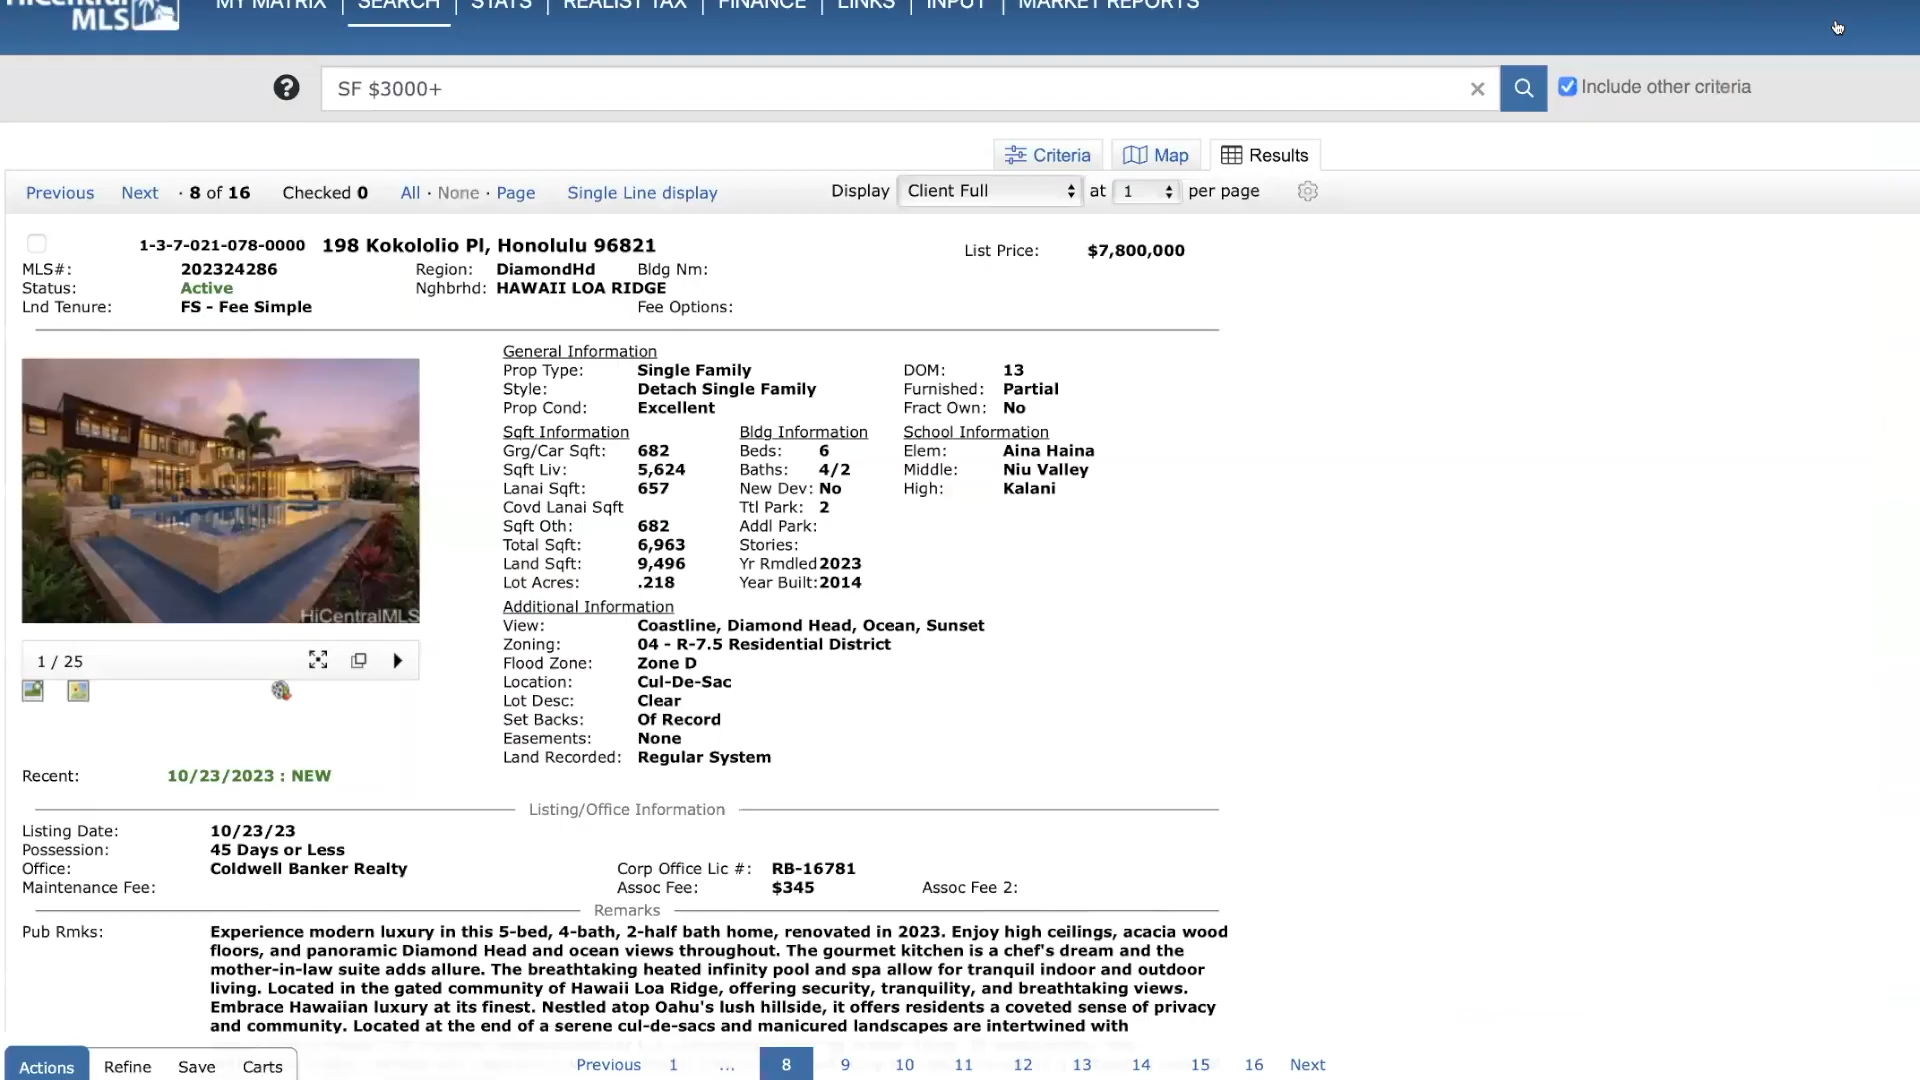 HiCentral MLS
MY MATRIX SEARCH STATS REALIST TAX FINANCE LINKS INPUT MARKET REPORTS
? SF $3000+ × Include other criteria
Criteria Map Results
Previous Next · 8 of 16 Checked 0 All · None · Page Single Line display Display Client Full at 1 per page
1-3-7-021-078-0000 198 Kokololio Pl, Honolulu 96821 List Price: $7,800,000
MLS#: 202324286 Region: DiamondHd Bldg Nm:
Status: Active Nghbrhd: HAWAII LOA RIDGE
Lnd Tenure: FS - Fee Simple Fee Options:
General Information
Prop Type: Single Family DOM: 13
Style: Detach Single Family Furnished: Partial
Prop Cond: Excellent Fract Own: No
Sqft Information Bldg Information School Information
Grg/Car Sqft: 682 Beds: 6 Elem: Aina Haina
Sqft Liv: 5,624 Baths: 4/2 Middle: Niu Valley
Lanai Sqft: 657 New Dev: No High: Kalani
Covd Lanai Sqft Ttl Park: 2
Sqft Oth: 682 Addl Park:
Total Sqft: 6,963 Stories:
Land Sqft: 9,496 Yr Rmdled 2023
Lot Acres: .218 Year Built: 2014
HiCentralMLS
Additional Information
View: Coastline, Diamond Head, Ocean, Sunset
Zoning: 04 - R-7.5 Residential District
Flood Zone: Zone D
1 / 25
Location: Cul-De-Sac
Lot Desc: Clear
Set Backs: Of Record
Easements: None
Land Recorded: Regular System
Recent: 10/23/2023 : NEW
Listing/Office Information
Listing Date: 10/23/23
Possession: 45 Days or Less
Office: Coldwell Banker Realty Corp Office Lic #: RB-16781
Maintenance Fee: Assoc Fee: $345 Assoc Fee 2:
Remarks
Pub Rmks: Experience modern luxury in this 5-bed, 4-bath, 2-half bath home, renovated in 2023. Enjoy high ceilings, acacia wood
floors, and panoramic Diamond Head and ocean views throughout. The gourmet kitchen is a chef's dream and the
mother-in-law suite adds allure. The breathtaking heated infinity pool and spa allow for tranquil indoor and outdoor
living. Located in the gated community of Hawaii Loa Ridge, offering security, tranquility, and breathtaking views.
Embrace Hawaiian luxury at its finest. Nestled atop Oahu's lush hillside, it offers residents a coveted sense of privacy
and community. Located at the end of a serene cul-de-sacs and manicured landscapes are intertwined with
Actions Refine Save Carts Previous 1 ... 8 9 10 11 12 13 14 15 16 Next